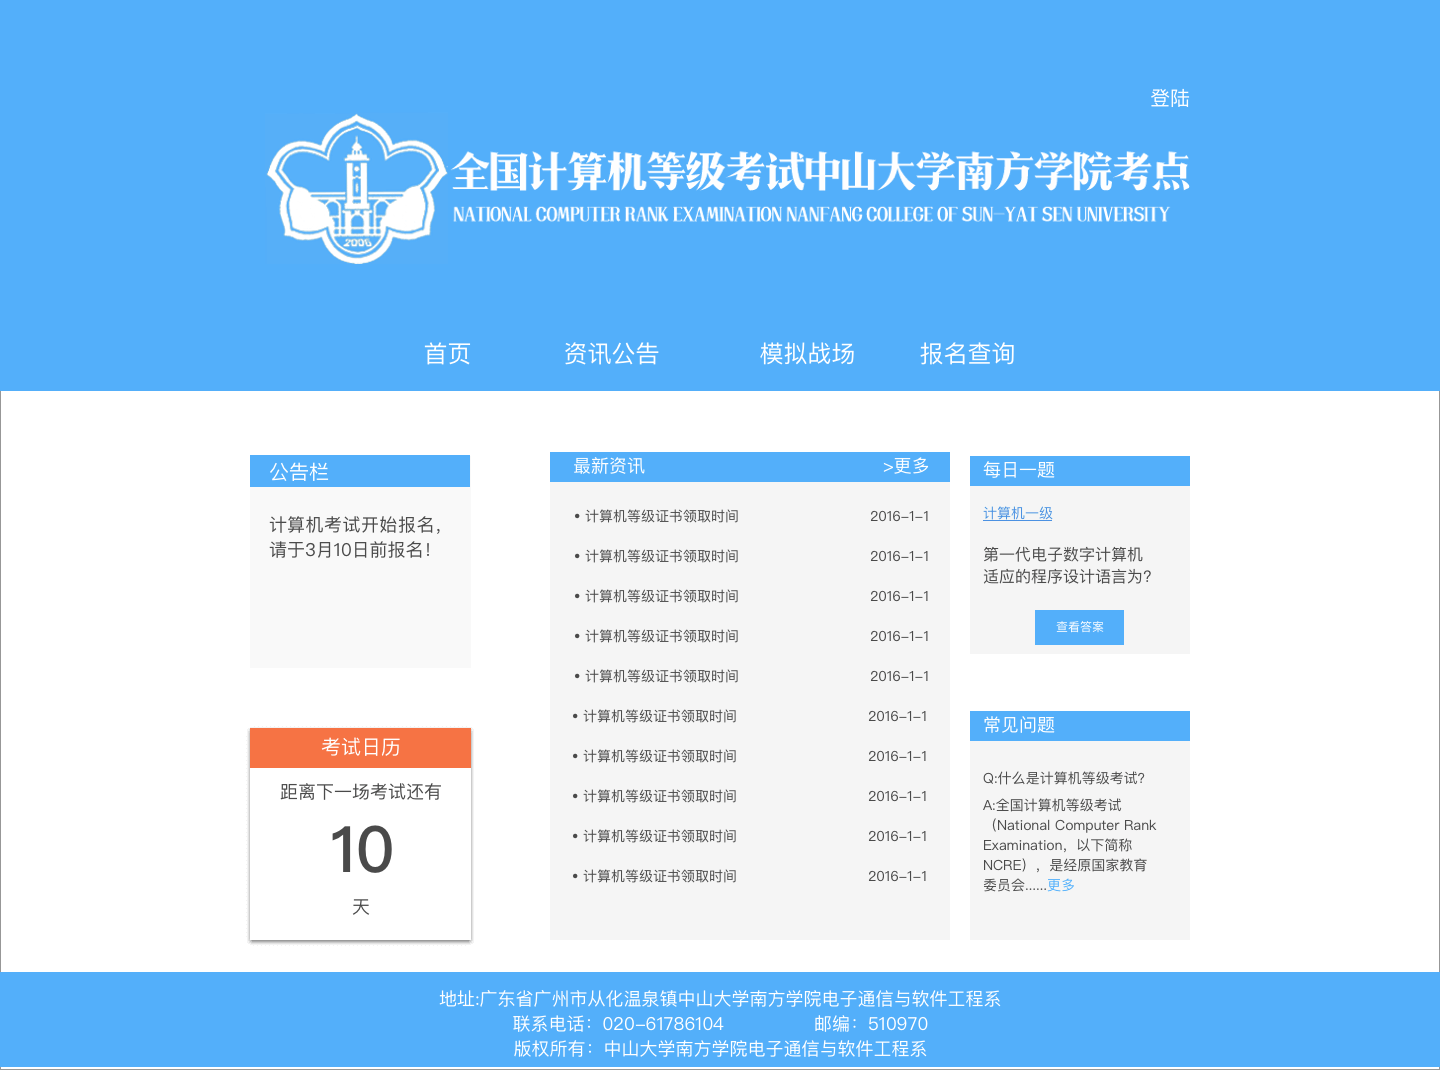 登陆
全国计算机等级考试中山大学南方学院考点
NATIONAL COMPUTER RANK EXAMINATION NANFANG COLLEGE OF SUN-YAT SEN UNIVERSITY
2006
首页 资讯公告 模拟战场 报名查询
公告栏
计算机考试开始报名，
请于3月10日前报名！
考试日历
距离下一场考试还有
10
天
最新资讯 >更多
• 计算机等级证书领取时间 2016-1-1
• 计算机等级证书领取时间 2016-1-1
• 计算机等级证书领取时间 2016-1-1
• 计算机等级证书领取时间 2016-1-1
• 计算机等级证书领取时间 2016-1-1
• 计算机等级证书领取时间 2016-1-1
• 计算机等级证书领取时间 2016-1-1
• 计算机等级证书领取时间 2016-1-1
• 计算机等级证书领取时间 2016-1-1
• 计算机等级证书领取时间 2016-1-1
每日一题
计算机一级
第一代电子数字计算机
适应的程序设计语言为?
查看答案
常见问题
Q:什么是计算机等级考试?
A:全国计算机等级考试
（National Computer Rank
Examination，以下简称
NCRE），是经原国家教育
委员会......更多
地址:广东省广州市从化温泉镇中山大学南方学院电子通信与软件工程系
联系电话：020-61786104 邮编：510970
版权所有：中山大学南方学院电子通信与软件工程系